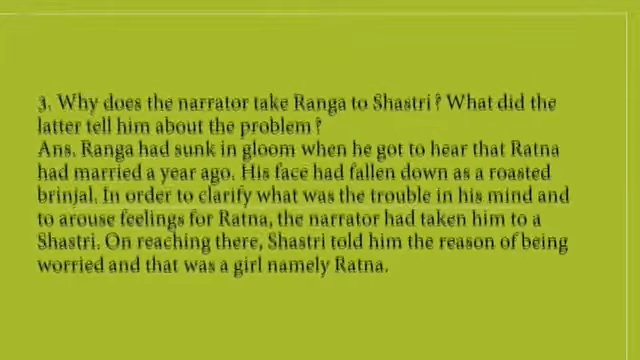 3. Why does the narrator take Ranga to Shastri? What did the
latter tell him about the problem?
Ans. Ranga had sunk in gloom when he got to hear that Ratna
had married a year ago. His face had fallen down as a roasted
brinjal. In order to clarify what was the trouble in his mind and
to arouse feelings for Ratna, the narrator had taken him to a
Shastri. On reaching there, Shastri told him the reason of being
worried and that was a girl namely Ratna.